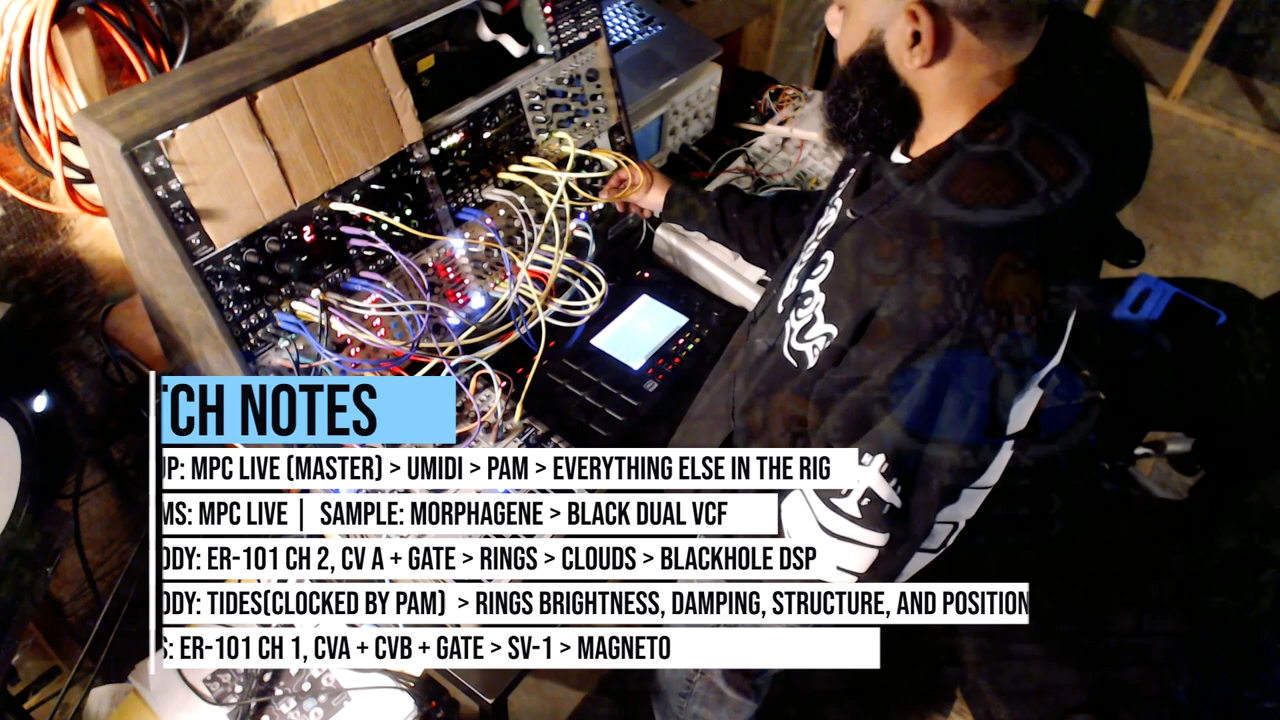 TCH NOTES
UP: MPC LIVE (MASTER) > UMIDI > PAM > EVERYTHING ELSE IN THE RIG
MS: MPC LIVE | SAMPLE: MORPHAGENE > BLACK DUAL VCF
ODY: ER-101 CH 2, CV A + GATE > RINGS > CLOUDS > BLACKHOLE DSP
ODY: TIDES(CLOCKED BY PAM) > RINGS BRIGHTNESS, DAMPING, STRUCTURE, AND POSITION
S: ER-101 CH 1, CVA + CVB + GATE > SV-1 > MAGNETO